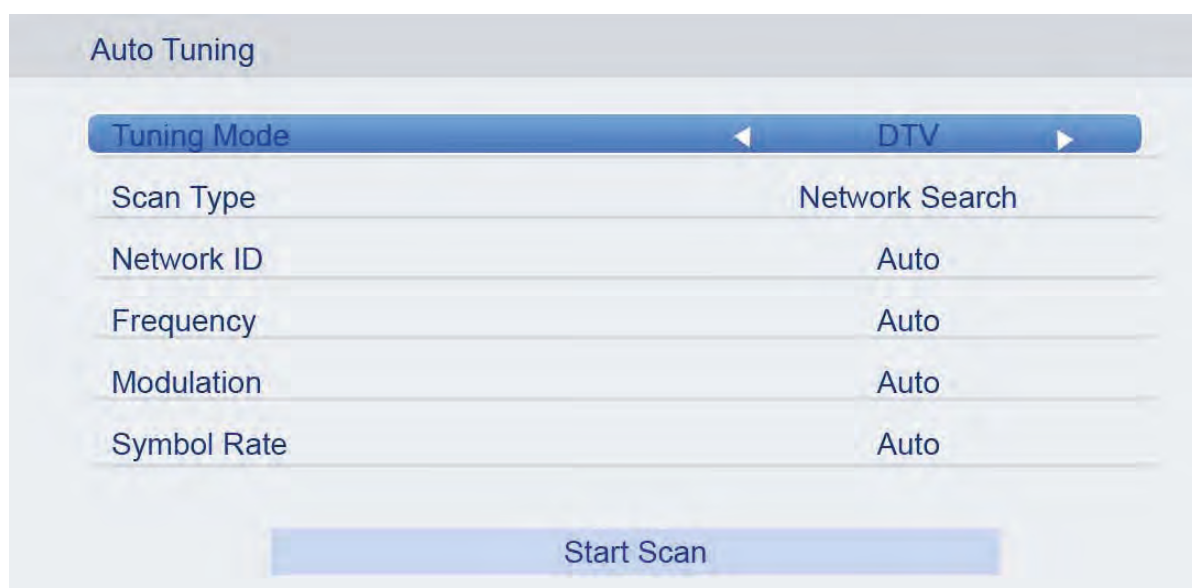 Auto Tuning
Tuning Mode DTV
Scan Type Network Search
Network ID Auto
Frequency Auto
Modulation Auto
Symbol Rate Auto
Start Scan